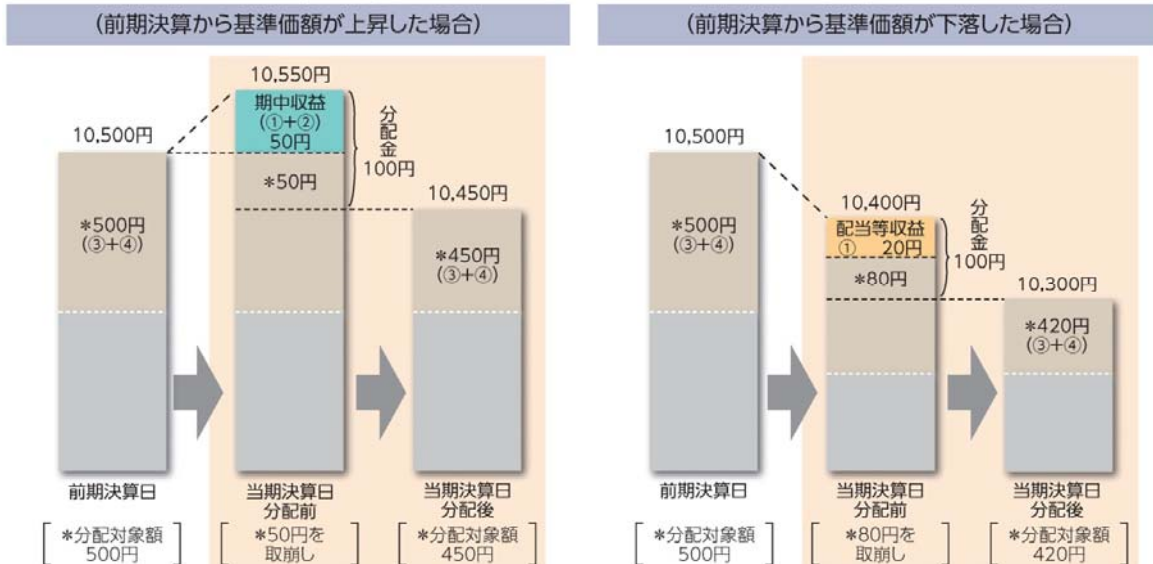 (前期決算から基準価額が上昇した場合)
10,500円
*500円
(③+④)
前期決算日
*分配対象額
500円
10,550円
期中収益
(①+②)
50円
*50円
分配金
100円
当期決算日
分配前
*50円を
取崩し
10,450円
*450円
(③+④)
当期決算日
分配後
*分配対象額
450円
(前期決算から基準価額が下落した場合)
10,500円
*500円
(③+④)
前期決算日
*分配対象額
500円
10,400円
配当等収益
① 20円
*80円
分配金
100円
当期決算日
分配前
*80円を
取崩し
10,300円
*420円
(③+④)
当期決算日
分配後
*分配対象額
420円